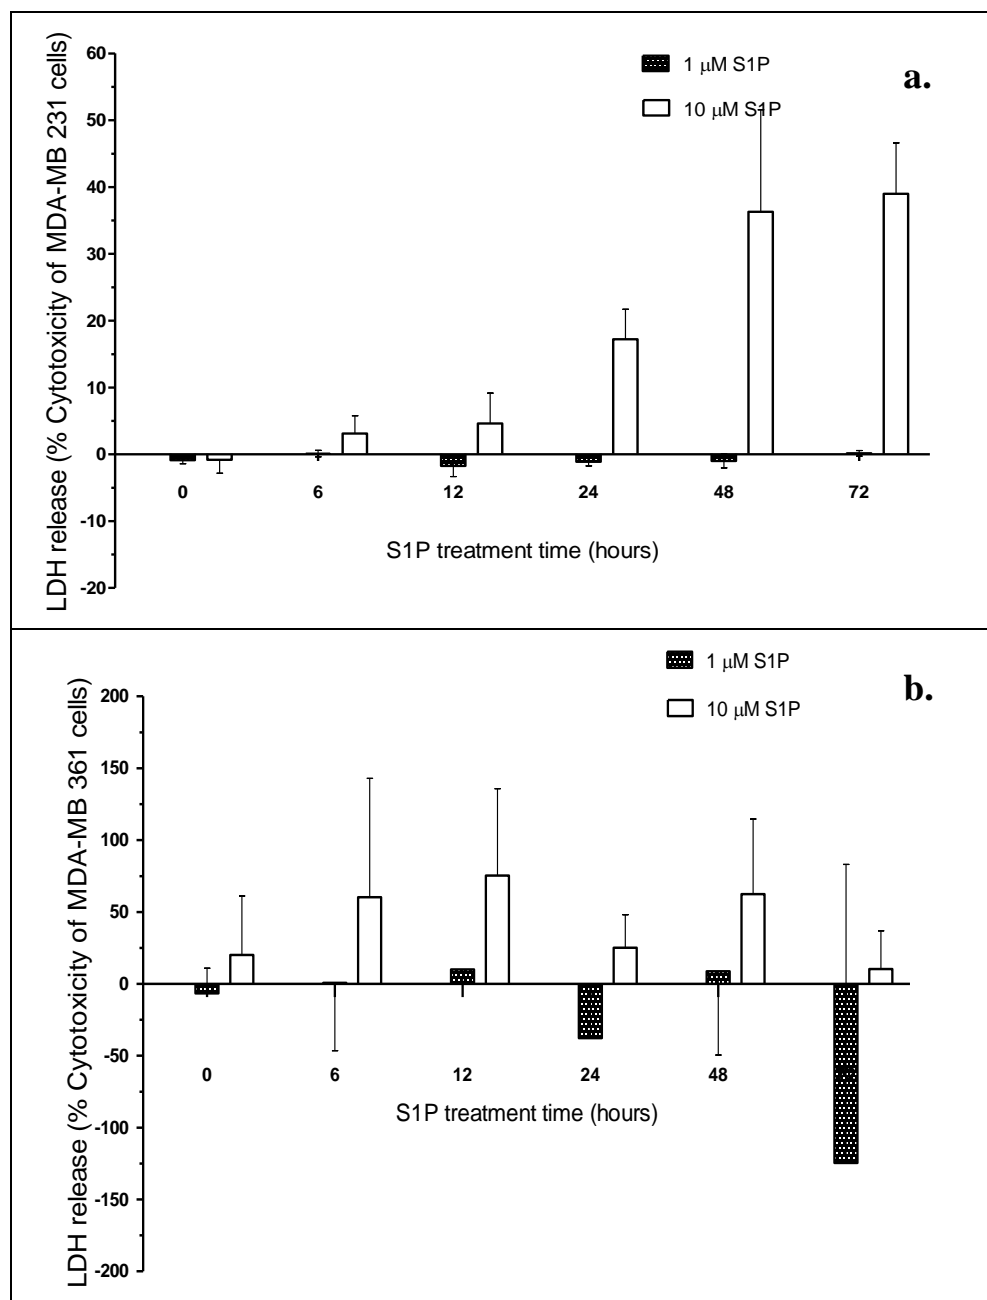 LDH release (% Cytotoxicity of MDA-MB 231 cells)
60
50
40
30
20
10
0
-10
-20
1 μM S1P
10 μM S1P
a.
0 6 12 24 48 72
S1P treatment time (hours)
LDH release (% Cytotoxicity of MDA-MB 361 cells)
200
150
100
50
0
-50
-100
-150
-200
1 μM S1P
10 μM S1P
b.
0 6 12 24 48
S1P treatment time (hours)